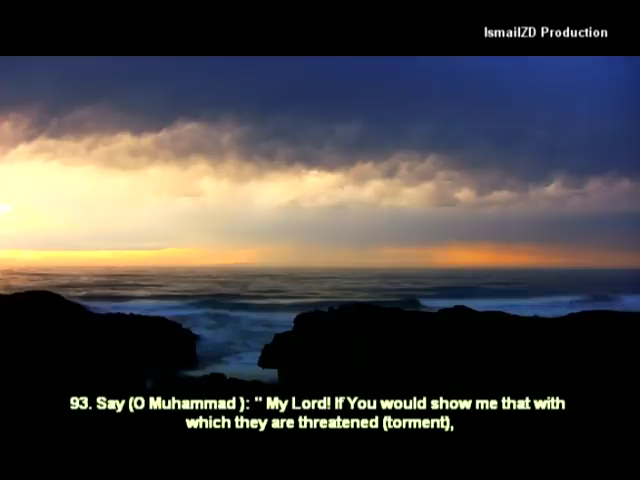 IsmailZD Production
93. Say (O Muhammad ): " My Lord! If You would show me that with
which they are threatened (torment),